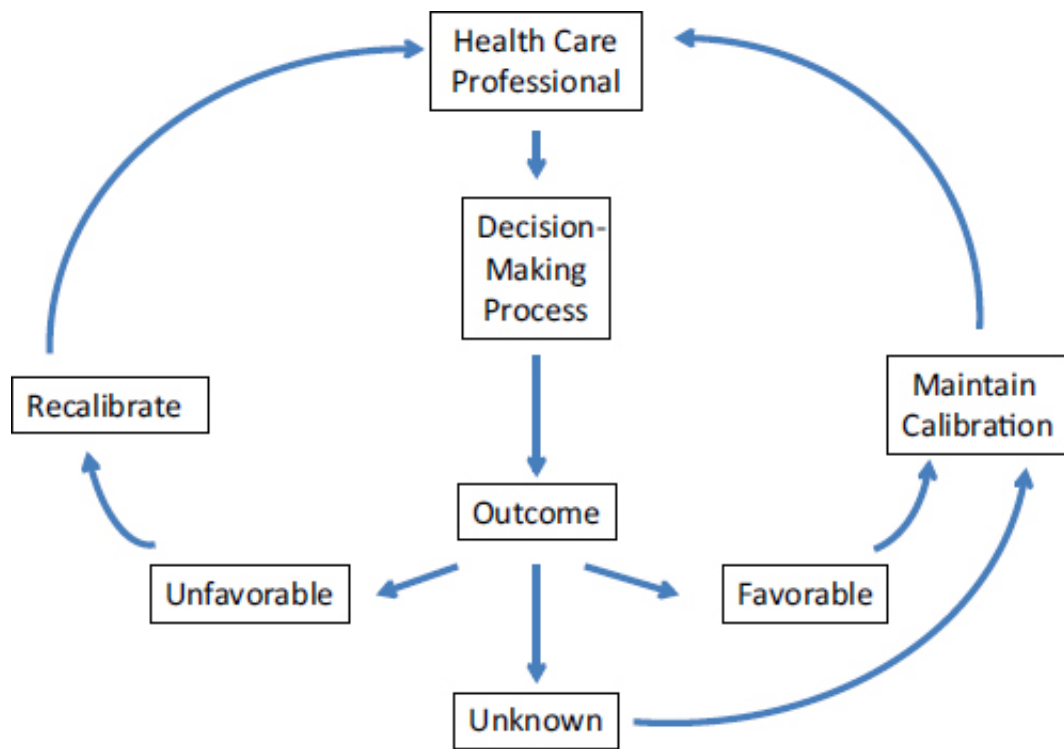 Health Care
Professional
Decision-
Making
Process
Recalibrate
Maintain
Calibration
Outcome
Unfavorable
Favorable
Unknown